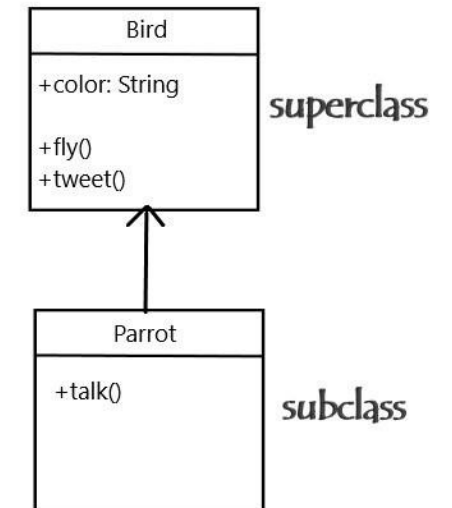 Bird
+color: String
superclass
+fly()
+tweet()
Parrot
+talk()
subclass